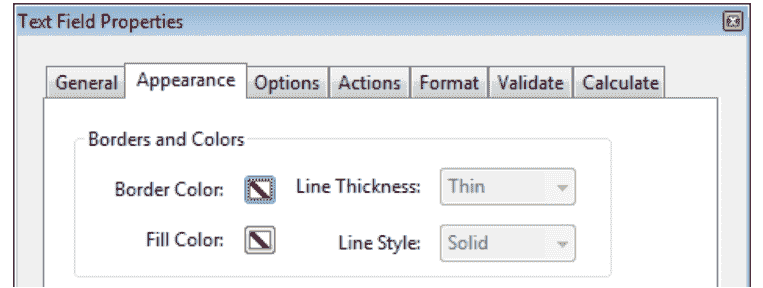 Text Field Properties
General Appearance Options Actions Format Validate Calculate
Borders and Colors
Border Color: Line Thickness: Thin
Fill Color: Line Style: Solid